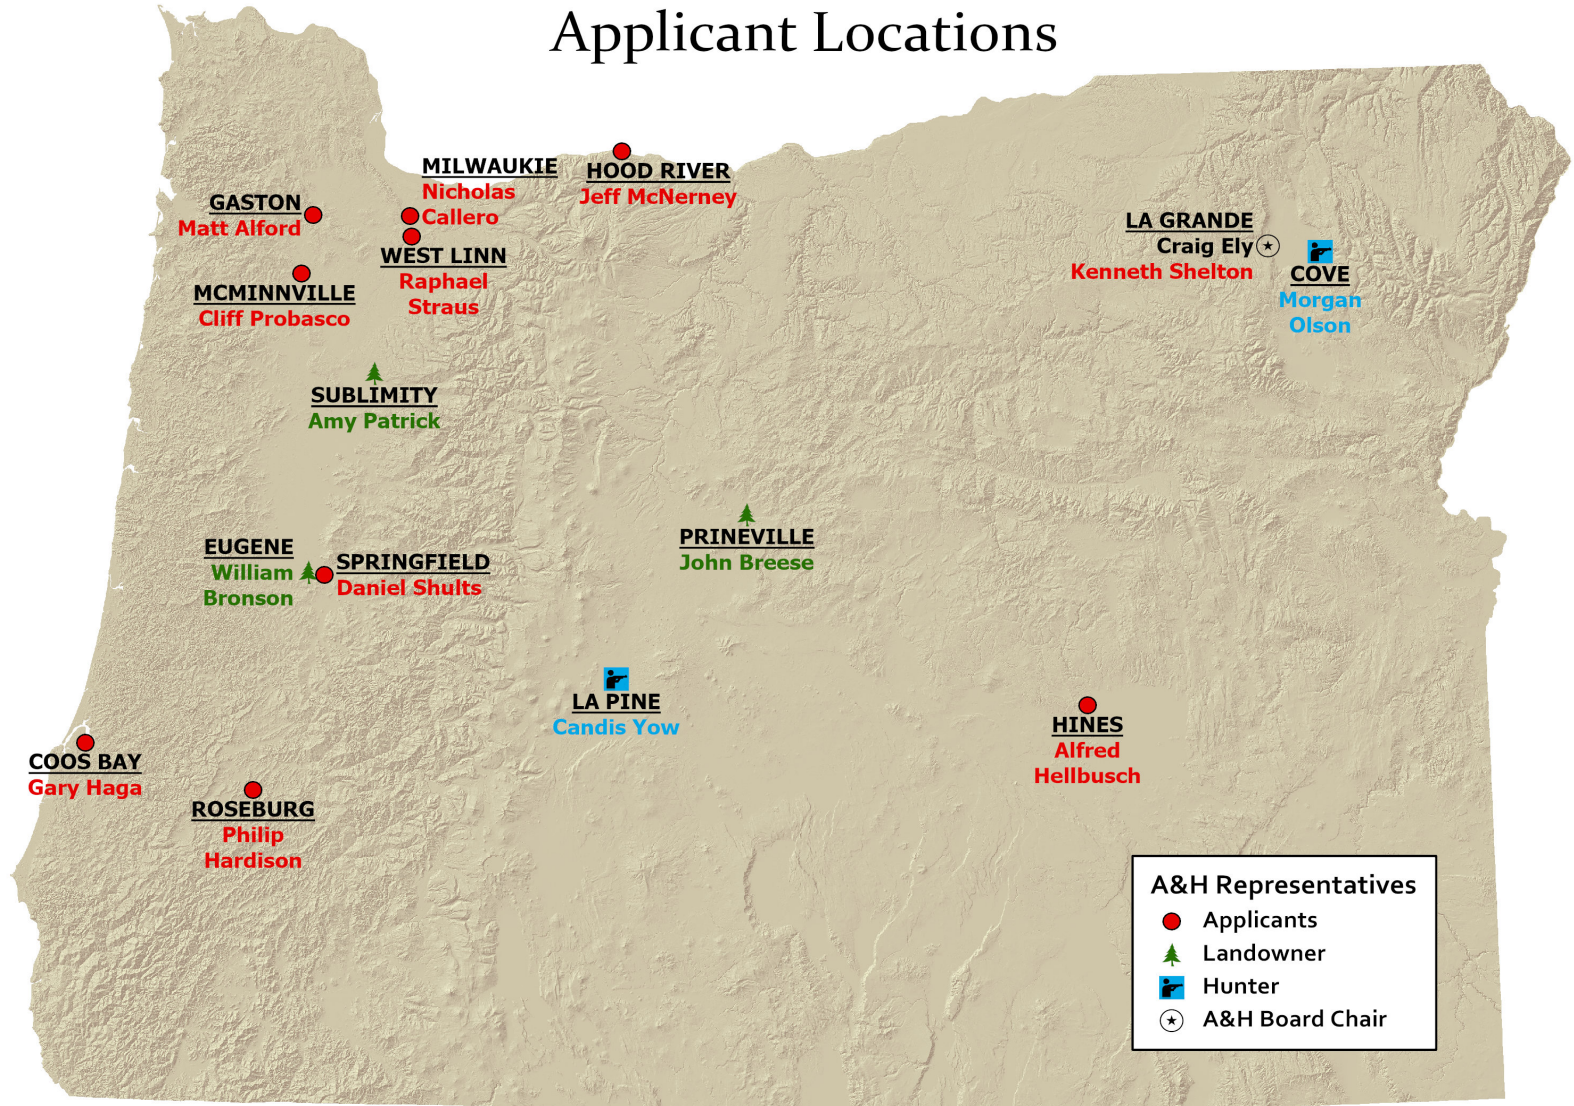 Applicant Locations
MILWAUKIE
Nicholas
Callero
HOOD RIVER
Jeff McNerney
GASTON
Matt Alford
WEST LINN
Raphael
Straus
LA GRANDE
Craig Ely
Kenneth Shelton
COVE
Morgan
Olson
MCMINNVILLE
Cliff Probasco
SUBLIMITY
Amy Patrick
PRINEVILLE
John Breese
EUGENE
William
Bronson
SPRINGFIELD
Daniel Shults
LA PINE
Candis Yow
HINES
Alfred
Hellbusch
COOS BAY
Gary Haga
ROSEBURG
Philip
Hardison
A&H Representatives
Applicants
Landowner
Hunter
A&H Board Chair